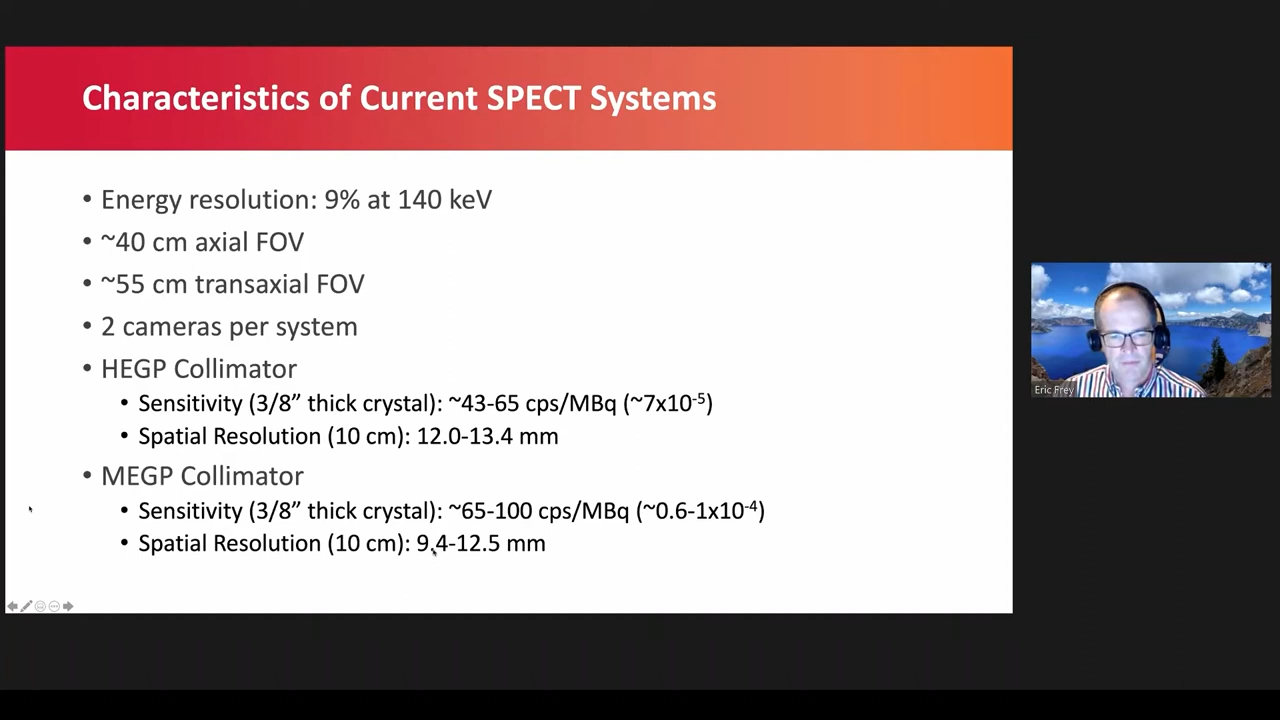 Characteristics of Current SPECT Systems
• Energy resolution: 9% at 140 keV
• ~40 cm axial FOV
• ~55 cm transaxial FOV
• 2 cameras per system
• HEGP Collimator
• Sensitivity (3/8” thick crystal): ~43-65 cps/MBq (~7x10⁻⁵)
• Spatial Resolution (10 cm): 12.0-13.4 mm
• MEGP Collimator
• Sensitivity (3/8” thick crystal): ~65-100 cps/MBq (~0.6-1x10⁻⁴)
• Spatial Resolution (10 cm): 9.4-12.5 mm
Eric Frey